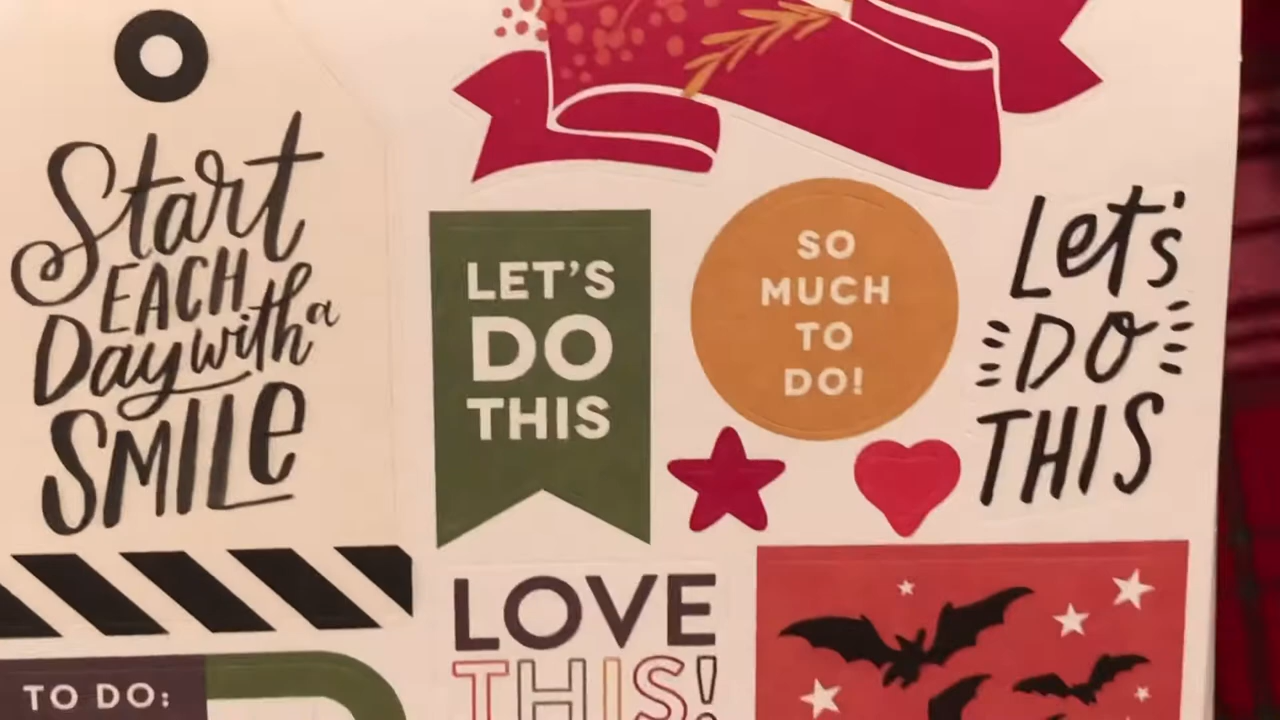 Start
EACH
Day with a
SMILE
LET'S
DO
THIS
SO
MUCH
TO
DO!
Let's
DO
THIS
LOVE
THIS!
TO DO: